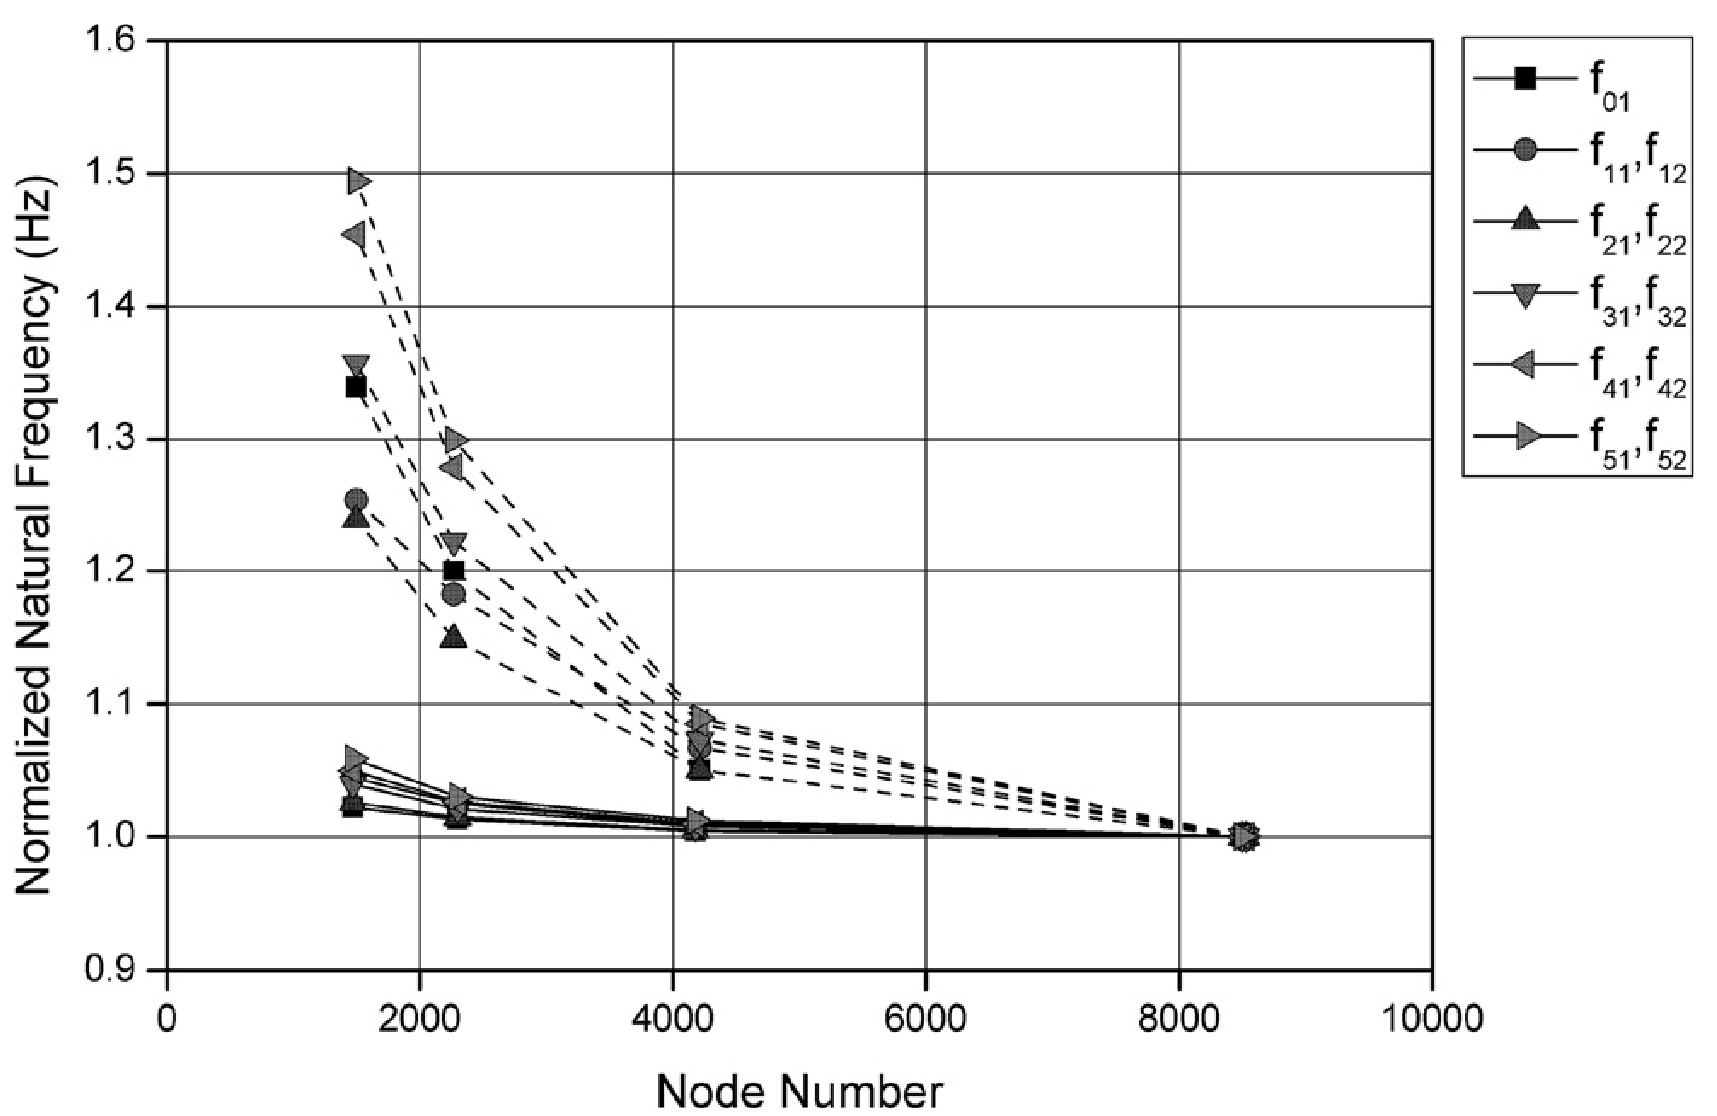 1.6
1.5
1.4
1.3
1.2
1.1
1.0
0.9
Normalized Natural Frequency (Hz)
0 2000 4000 6000 8000 10000
Node Number
f01
f11,f12
f21,f22
f31,f32
f41,f42
f51,f52